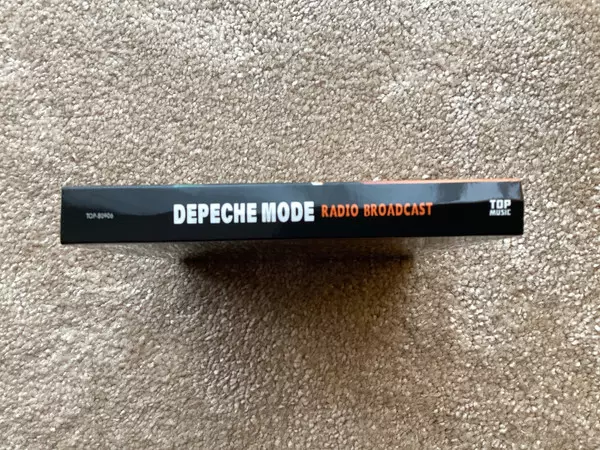 TOP-80906
DEPECHE MODE RADIO BROADCAST
TOP
MUSIC